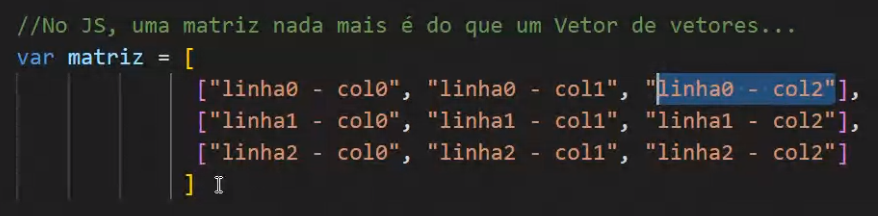 //No JS, uma matriz nada mais é do que um Vetor de vetores...
var matriz = [
["linha0 - col0", "linha0 - col1", "linha0 - col2"],
["linha1 - col0", "linha1 - col1", "linha1 - col2"],
["linha2 - col0", "linha2 - col1", "linha2 - col2"]
]